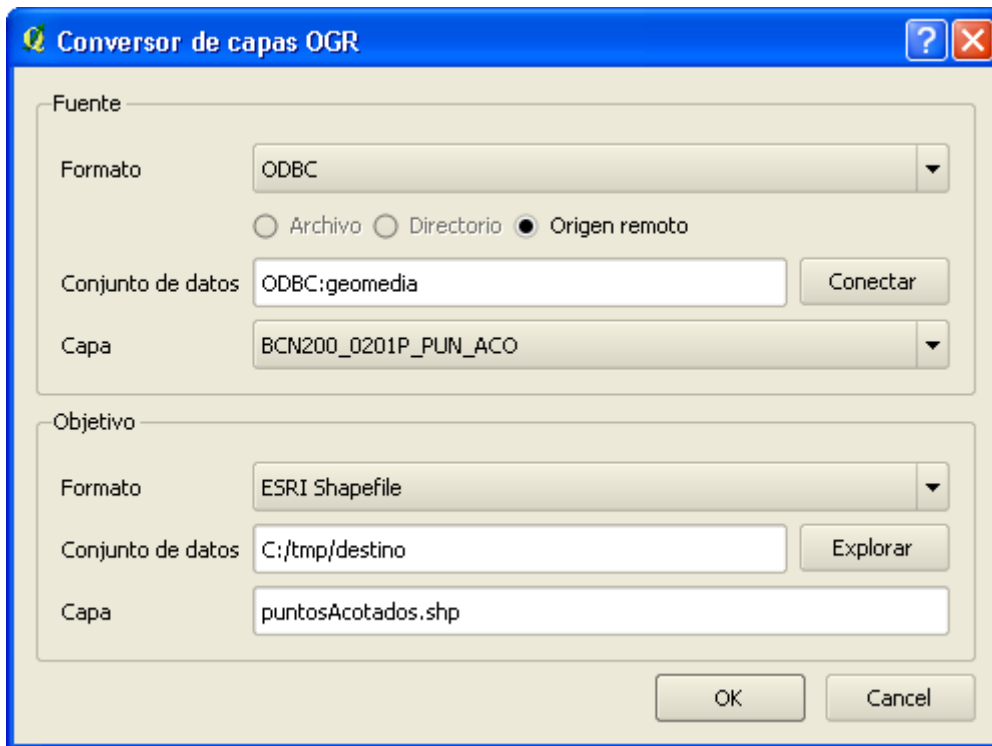 Conversor de capas OGR
Fuente
Formato ODBC
Archivo Directorio Origen remoto
Conjunto de datos ODBC:geomedia Conectar
Capa BCN200_0201P_PUN_ACO
Objetivo
Formato ESRI Shapefile
Conjunto de datos C:/tmp/destino Explorar
Capa puntosAcotados.shp
OK Cancel